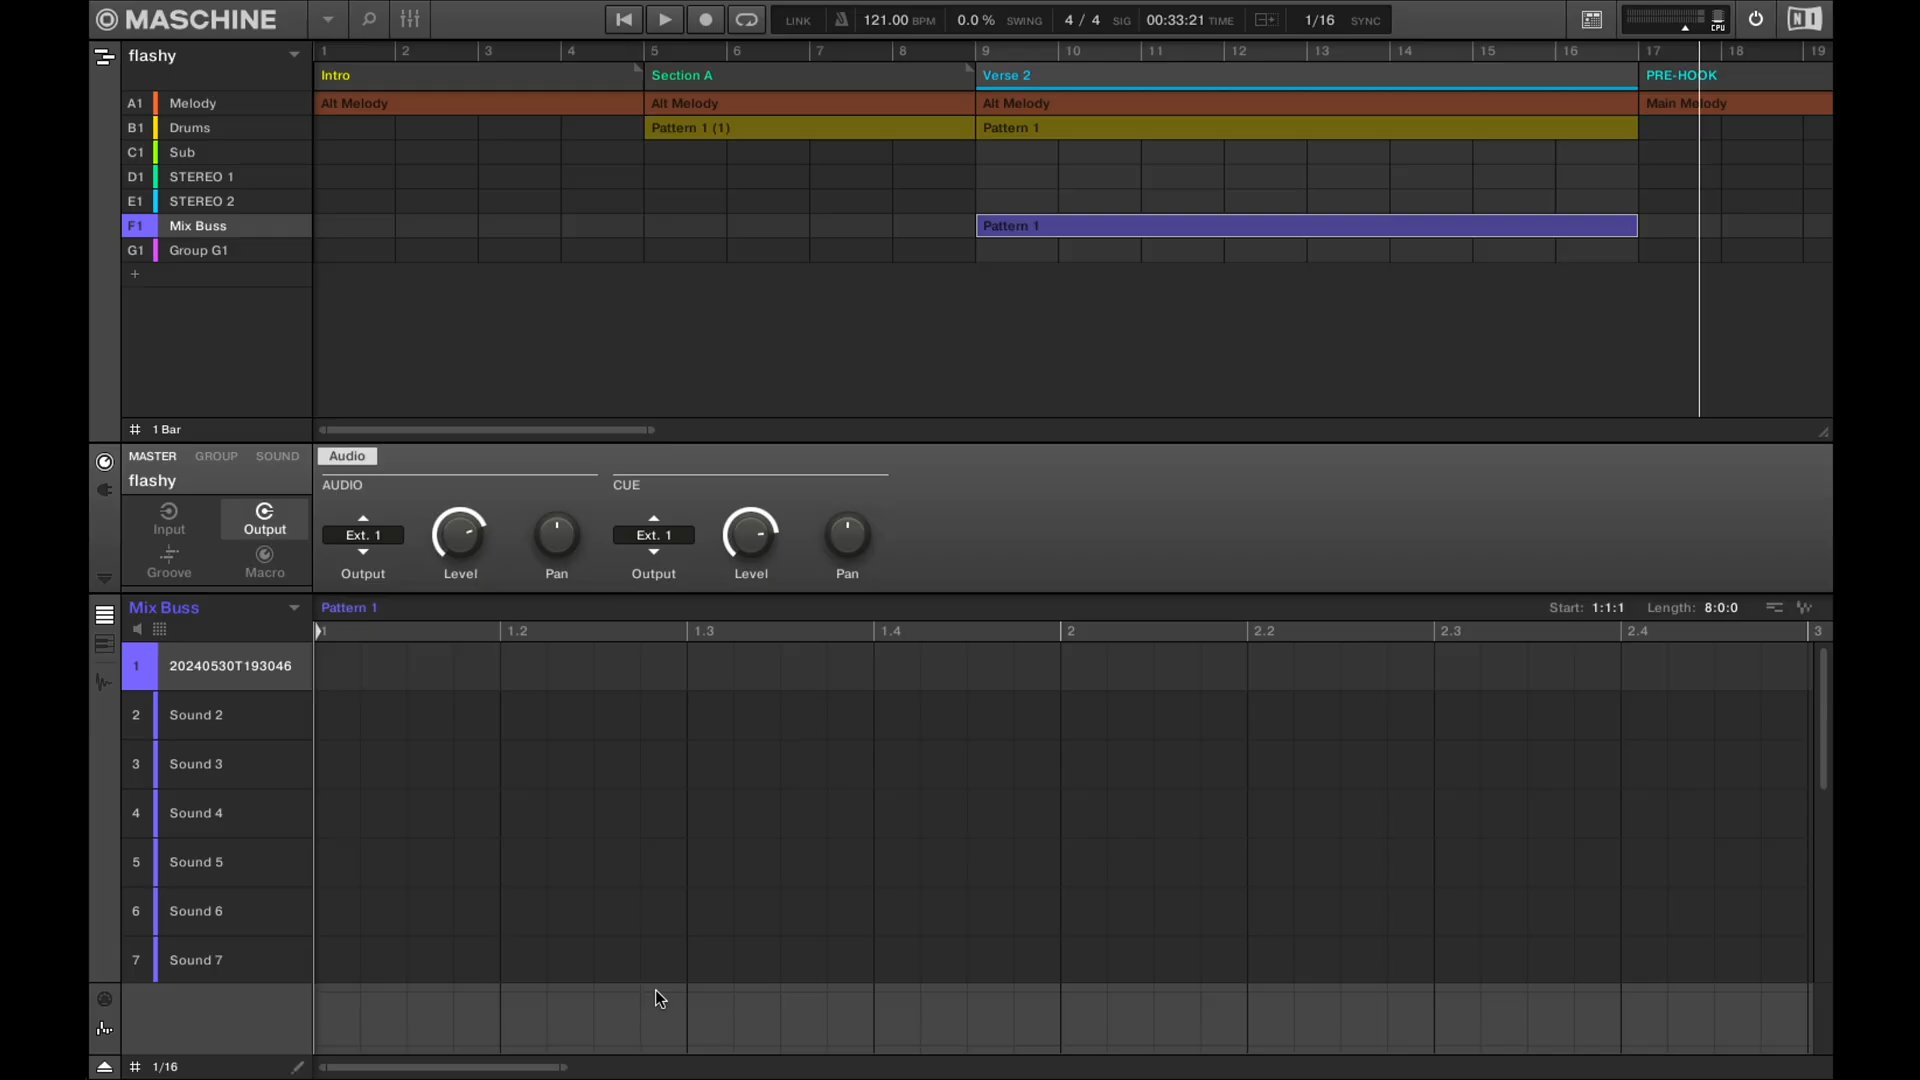 MASCHINE LINK 121.00 BPM 0.0 % SWING 4 / 4 SIG 00:33:21 TIME 1/16 SYNC CPU NI
flashy 1 2 3 4 5 6 7 8 9 10 11 12 13 14 15 16 17 18 19
Intro Section A Verse 2 PRE-HOOK
A1 Melody Alt Melody Alt Melody Alt Melody Main Melody
B1 Drums Pattern 1 (1) Pattern 1
C1 Sub
D1 STEREO 1
E1 STEREO 2
F1 Mix Buss Pattern 1
G1 Group G1
+
1 Bar
MASTER GROUP SOUND Audio
flashy AUDIO CUE
Input Output Ext. 1 Ext. 1
Groove Macro Output Level Pan Output Level Pan
Mix Buss Pattern 1 Start: 1:1:1 Length: 8:0:0
1 1.2 1.3 1.4 2 2.2 2.3 2.4 3
1 20240530T193046
2 Sound 2
3 Sound 3
4 Sound 4
5 Sound 5
6 Sound 6
7 Sound 7
1/16